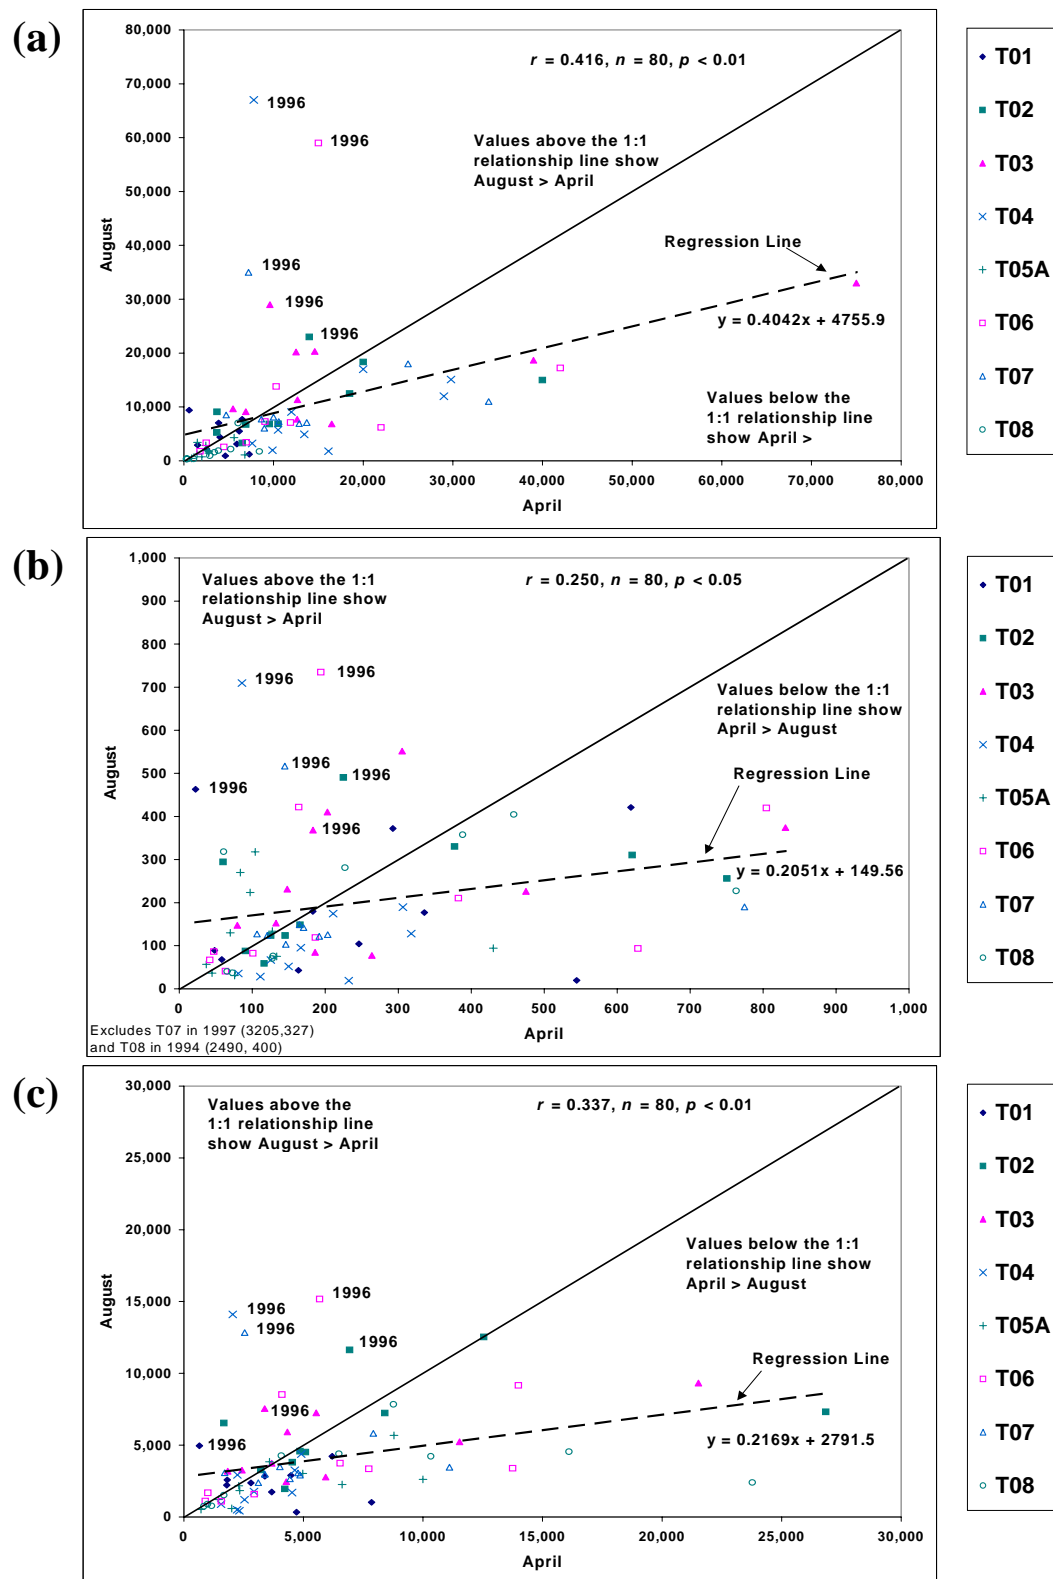 (a)
80,000
70,000
60,000
50,000
40,000
30,000
20,000
10,000
0
August
0
10,000
20,000
30,000
40,000
50,000
60,000
70,000
80,000
April
r = 0.416, n = 80, p < 0.01
1996
1996
Values above the 1:1
relationship line show
August > April
1996
1996
1996
Regression Line
y = 0.4042x + 4755.9
Values below the
1:1 relationship line
show April >
T01
T02
T03
T04
T05A
T06
T07
T08
(b)
1,000
900
800
700
600
500
400
300
200
100
0
August
0
100
200
300
400
500
600
700
800
900
1,000
April
Values above the 1:1
relationship line show
August > April
r = 0.250, n = 80, p < 0.05
1996
1996
1996
1996
1996
1996
Values below the 1:1
relationship line show
April > August
Regression Line
y = 0.2051x + 149.56
Excludes T07 in 1997 (3205,327)
and T08 in 1994 (2490, 400)
T01
T02
T03
T04
T05A
T06
T07
T08
(c)
30,000
25,000
20,000
15,000
10,000
5,000
0
August
0
5,000
10,000
15,000
20,000
25,000
30,000
April
Values above the
1:1 relationship line
show August > April
r = 0.337, n = 80, p < 0.01
Values below the 1:1
relationship line show
April > August
1996
1996
1996
1996
1996
1996
Regression Line
y = 0.2169x + 2791.5
T01
T02
T03
T04
T05A
T06
T07
T08